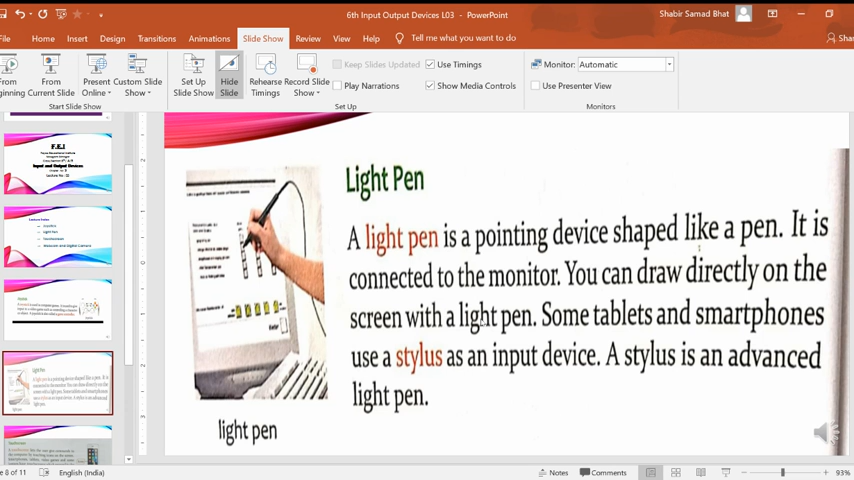 6th Input Output Devices L03 - PowerPoint
Shabir Samad Bhat
File Home Insert Design Transitions Animations Slide Show Review View Help Tell me what you want to do
From From Present Custom Slide Set Up Hide Rehearse Record Slide
Current Slide Online Show Slide Show Slide Timings Show
Keep Slides Updated
Play Narrations
Use Timings
Show Media Controls
Monitor: Automatic
Use Presenter View
Start Slide Show Set Up Monitors
F.E.I
Input and Output Devices
Light Pen
A light pen is a pointing device shaped like a pen. It is
connected to the monitor. You can draw directly on the
screen with a light pen. Some tablets and smartphones
use a stylus as an input device. A stylus is an advanced
light pen.
light pen
8 of 11 English (India) Notes Comments 93%